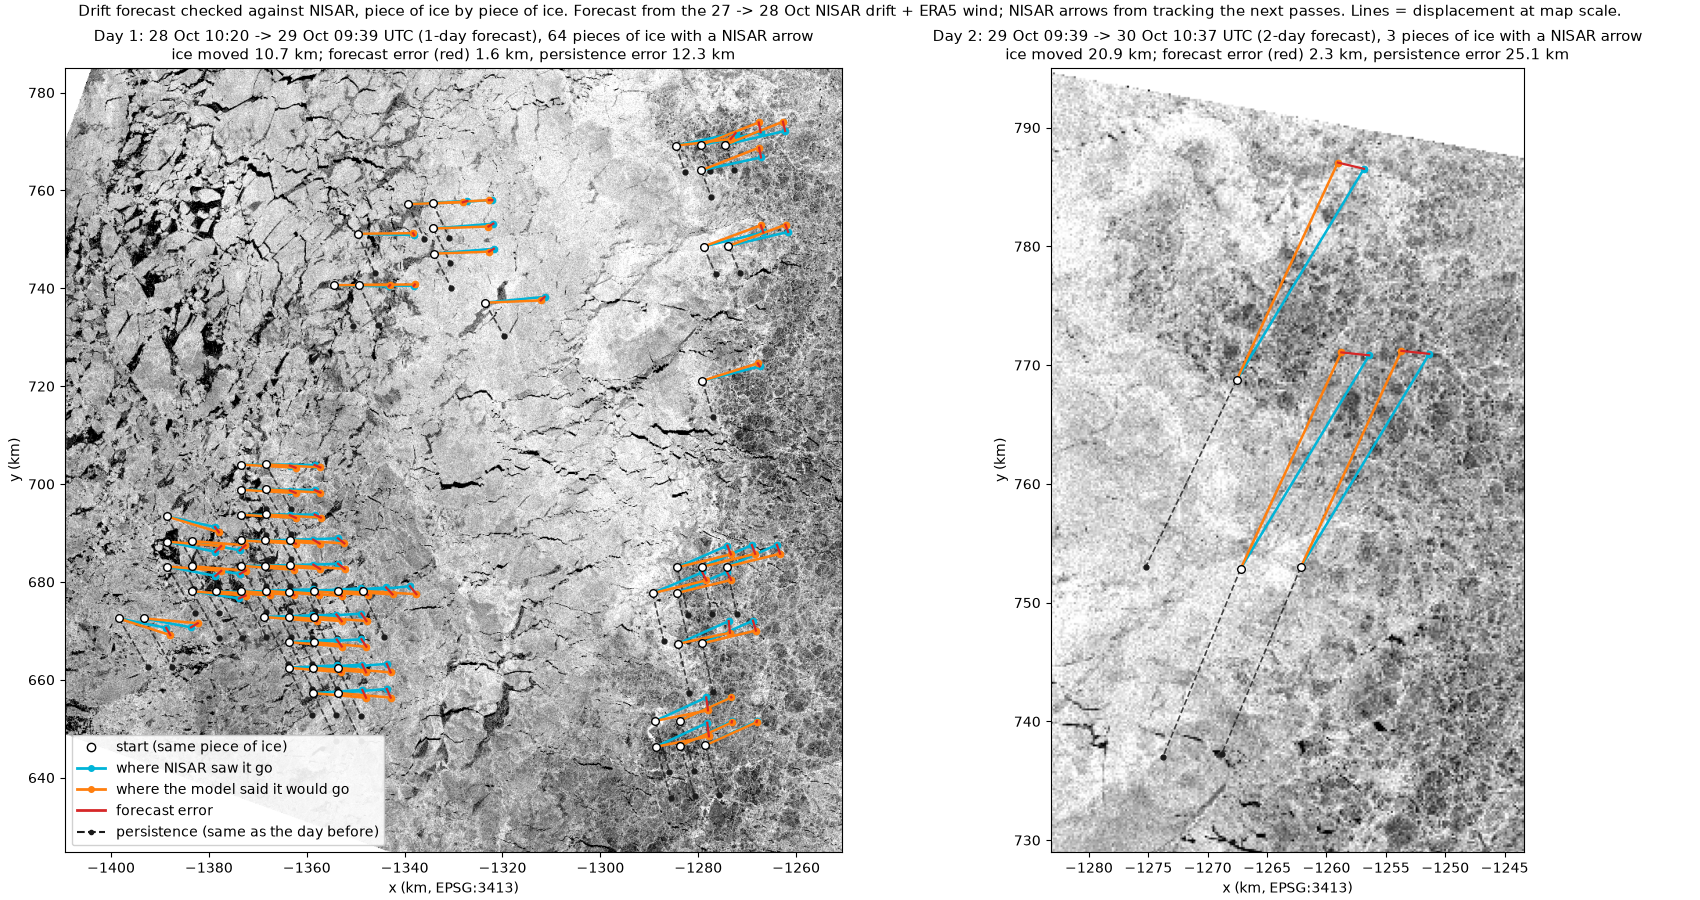 Drift forecast checked against NISAR, piece of ice by piece of ice. Forecast from the 27 -> 28 Oct NISAR drift + ERA5 wind; NISAR arrows from tracking the next passes. Lines = displacement at map scale.
Day 1: 28 Oct 10:20 -> 29 Oct 09:39 UTC (1-day forecast), 64 pieces of ice with a NISAR arrow
ice moved 10.7 km; forecast error (red) 1.6 km, persistence error 12.3 km
780
760
740
720
700
680
660
640
y (km)
start (same piece of ice)
where NISAR saw it go
where the model said it would go
forecast error
persistence (same as the day before)
−1400
−1380
−1360
−1340
−1320
−1300
−1280
−1260
x (km, EPSG:3413)
Day 2: 29 Oct 09:39 -> 30 Oct 10:37 UTC (2-day forecast), 3 pieces of ice with a NISAR arrow
ice moved 20.9 km; forecast error (red) 2.3 km, persistence error 25.1 km
790
780
770
760
750
740
730
y (km)
−1280
−1275
−1270
−1265
−1260
−1255
−1250
−1245
x (km, EPSG:3413)